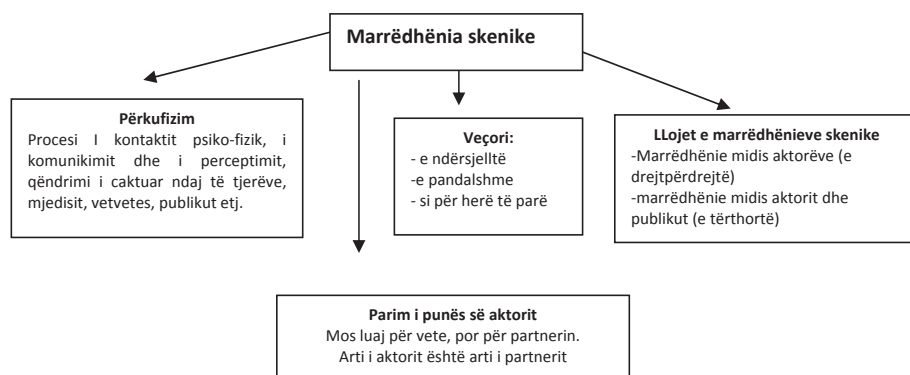 Marrëdhënia skenike
Përkufizim
Procesi I kontaktit psiko-fizik, i
komunikimit dhe i perceptimit,
qëndrimi i caktuar ndaj të tjerëve,
mjedisit, vetvetes, publikut etj.
Veçori:
- e ndërsjelltë
-e pandalshme
- si për herë të parë
LLojet e marrëdhënieve skenike
-Marrëdhënie midis aktorëve (e
drejtpërdrejtë)
-marrëdhënie midis aktorit dhe
publikut (e tërthortë)
Parim i punës së aktorit
Mos luaj për vete, por për partnerin.
Arti i aktorit është arti i partnerit